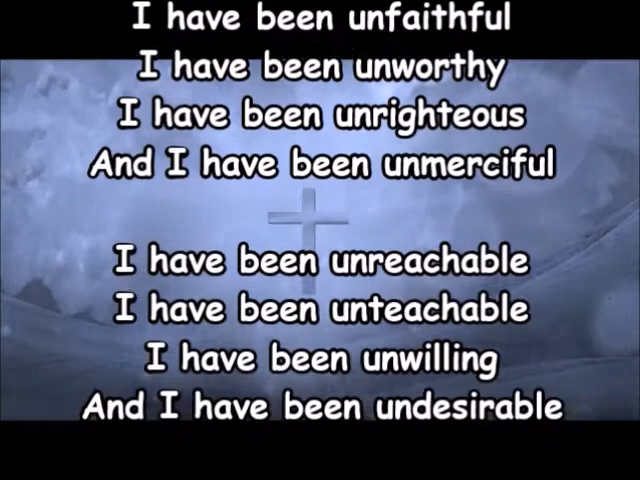 I have been unfaithful
I have been unworthy
I have been unrighteous
And I have been unmerciful
I have been unreachable
I have been unteachable
I have been unwilling
And I have been undesirable